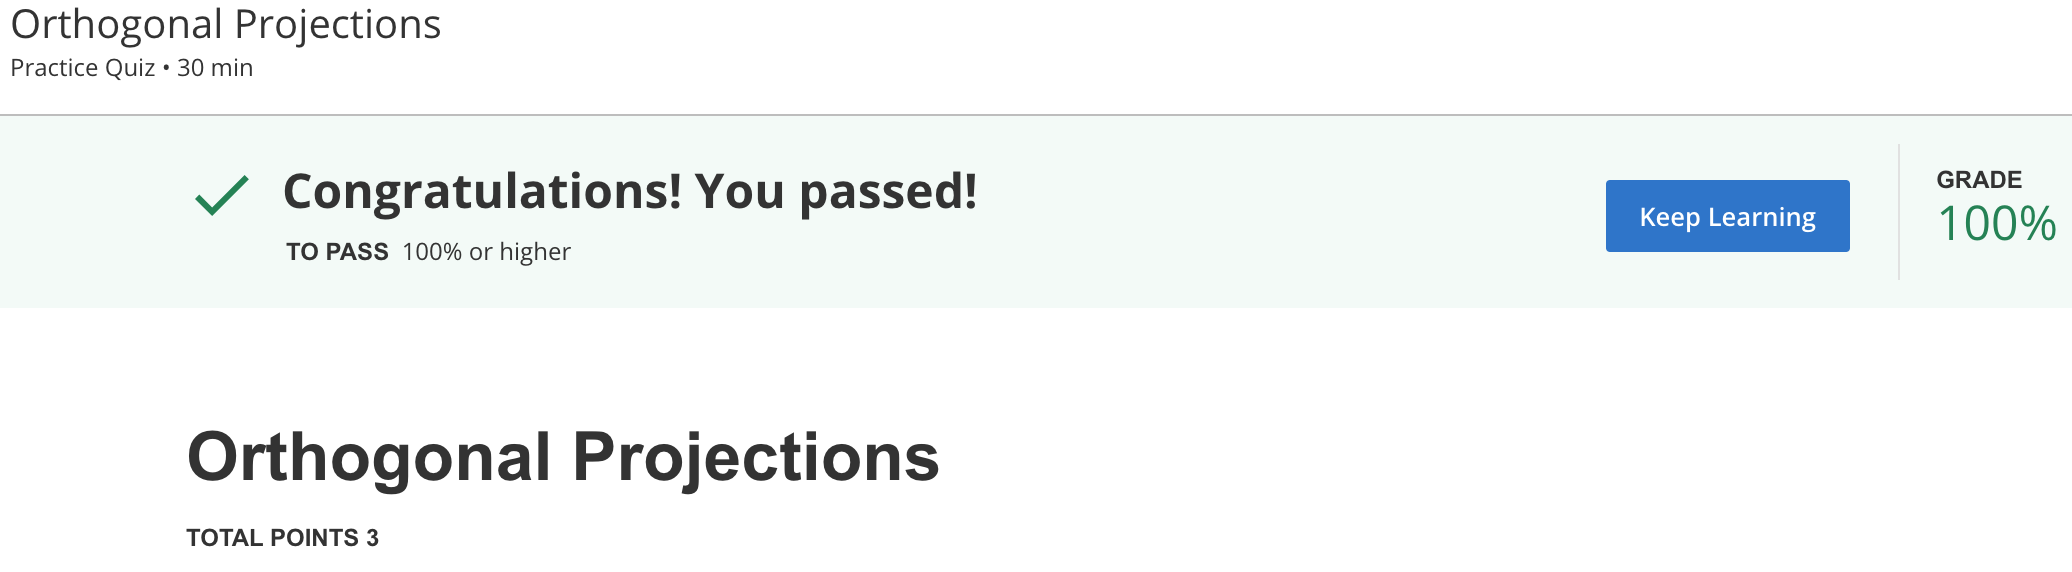 Orthogonal Projections
Practice Quiz • 30 min
Congratulations! You passed!
TO PASS 100% or higher
Keep Learning
GRADE
100%
Orthogonal Projections
TOTAL POINTS 3